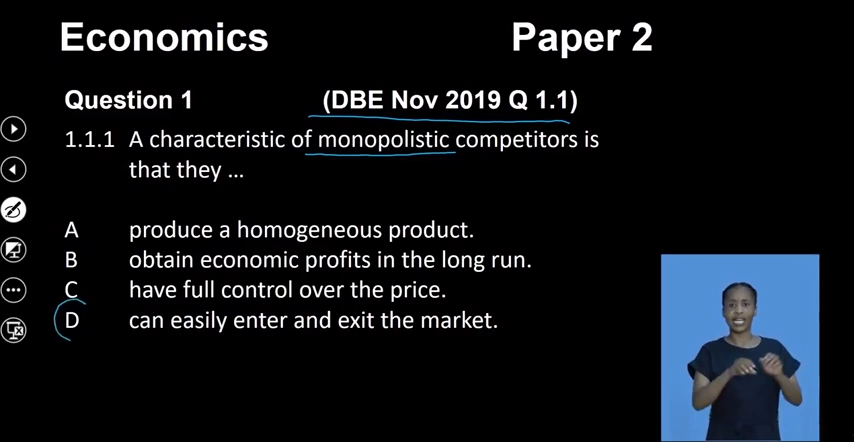 Economics Paper 2
Question 1 (DBE Nov 2019 Q 1.1)
1.1.1 A characteristic of monopolistic competitors is
that they ...
A produce a homogeneous product.
B obtain economic profits in the long run.
C have full control over the price.
D can easily enter and exit the market.